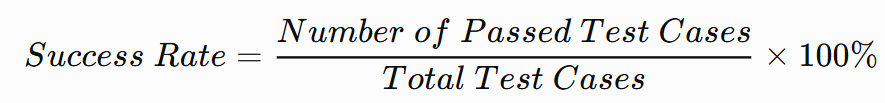 Number of Passed Test Cases
Success Rate = × 100%
Total Test Cases